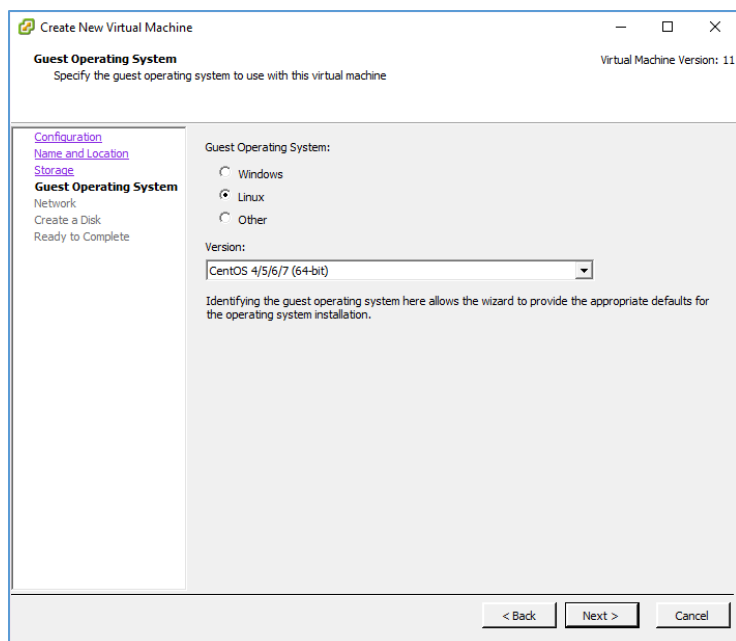 Create New Virtual Machine
Guest Operating System
Specify the guest operating system to use with this virtual machine
Virtual Machine Version: 11
Configuration
Name and Location
Storage
Guest Operating System
Network
Create a Disk
Ready to Complete
Guest Operating System:
Windows
Linux
Other
Version:
CentOS 4/5/6/7 (64-bit)
Identifying the guest operating system here allows the wizard to provide the appropriate defaults for
the operating system installation.
< Back
Next >
Cancel